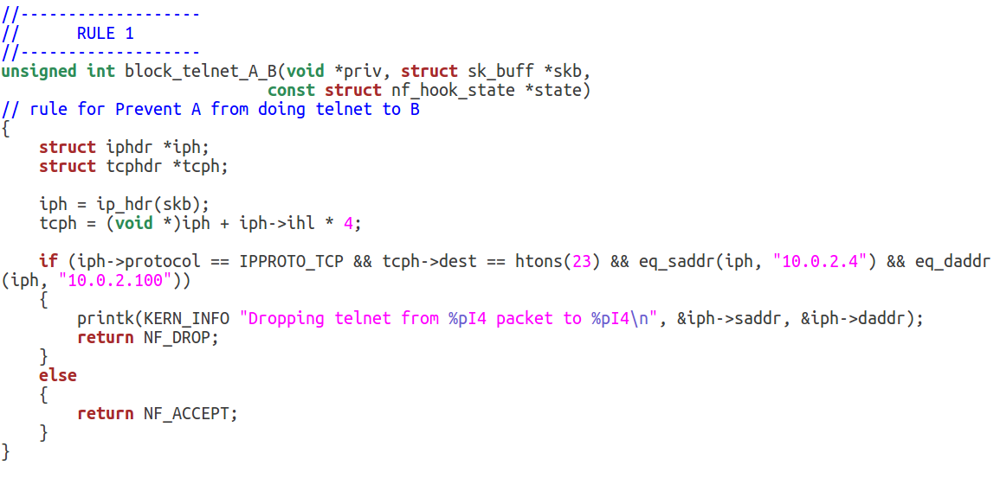 //-------------------
//      RULE 1
//-------------------
unsigned int block_telnet_A_B(void *priv, struct sk_buff *skb,
                            const struct nf_hook_state *state)
// rule for Prevent A from doing telnet to B
{
    struct iphdr *iph;
    struct tcphdr *tcph;

    iph = ip_hdr(skb);
    tcph = (void *)iph + iph->ihl * 4;

    if (iph->protocol == IPPROTO_TCP && tcph->dest == htons(23) && eq_saddr(iph, "10.0.2.4") && eq_daddr
(iph, "10.0.2.100"))
    {
        printk(KERN_INFO "Dropping telnet from %pI4 packet to %pI4\n", &iph->saddr, &iph->daddr);
        return NF_DROP;
    }
    else
    {
        return NF_ACCEPT;
    }
}